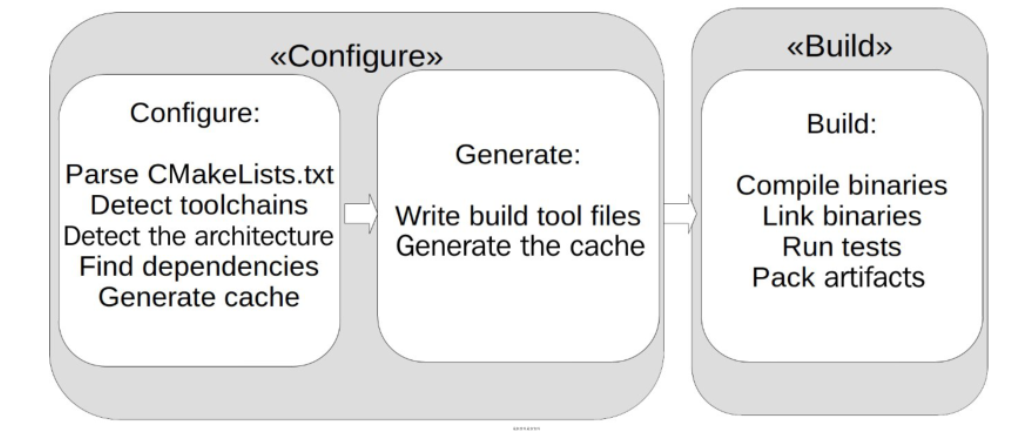 «Configure»
Configure:
Parse CMakeLists.txt
Detect toolchains
Detect the architecture
Find dependencies
Generate cache
Generate:
Write build tool files
Generate the cache
«Build»
Build:
Compile binaries
Link binaries
Run tests
Pack artifacts